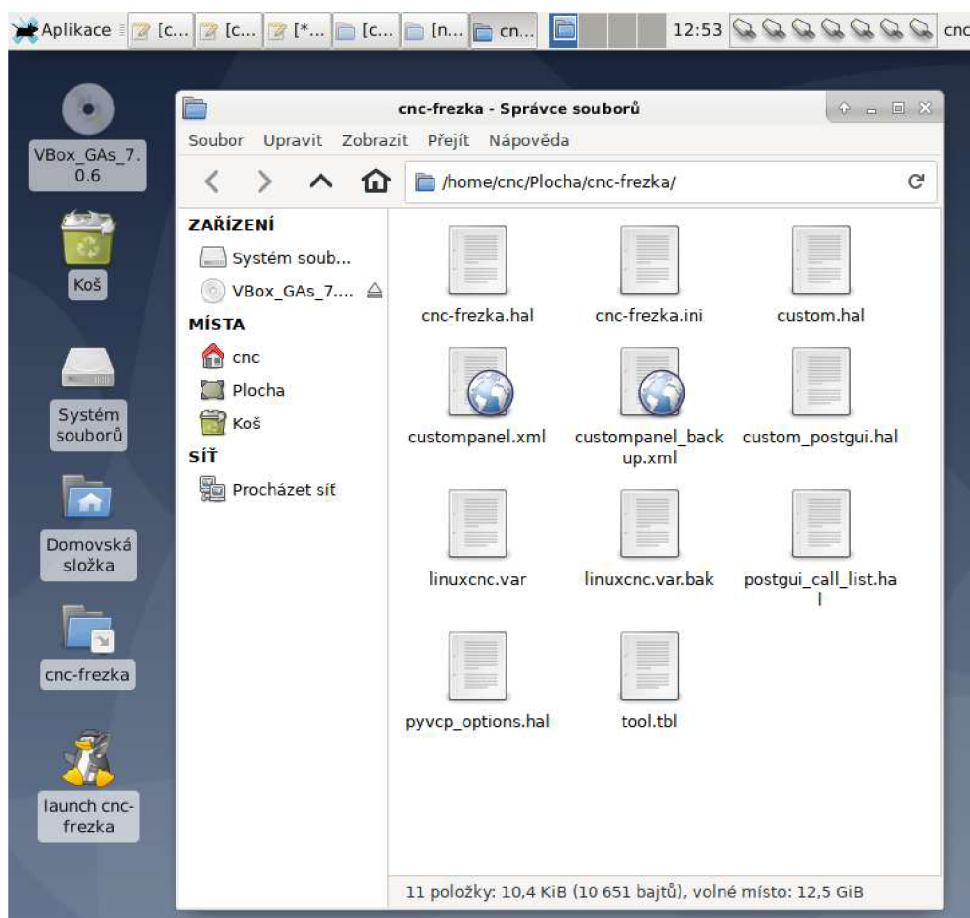 Aplikace
[c...
[c...
[*...
[c...
[n...
cn...
12:53
cnc
VBox_GAs_7.
0.6
Koš
Systém
souborů
Domovská
složka
cnc-frezka
launch cnc-
frezka
cnc-frezka - Správce souborů
Soubor Upravit Zobrazit Přejít Nápověda
/home/cnc/Plocha/cnc-frezka/
ZAŘÍZENÍ
Systém soub...
VBox_GAs_7....
MÍSTA
cnc
Plocha
Koš
SÍŤ
Procházet síť
cnc-frezka.hal
cnc-frezka.ini
custom.hal
custompanel.xml
custompanel_back
up.xml
custom_postgui.hal
linuxcnc.var
linuxcnc.var.bak
postgui_call_list.ha
l
pyvcp_options.hal
tool.tbl
11 položky: 10,4 KiB (10 651 bajtů), volné místo: 12,5 GiB